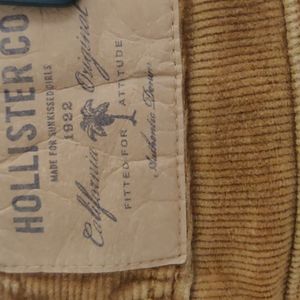 HOLLISTER CO
MADE FOR SUNKISSED GIRLS
1922
California Original
FITTED FOR ATTITUDE
Authentic Denim